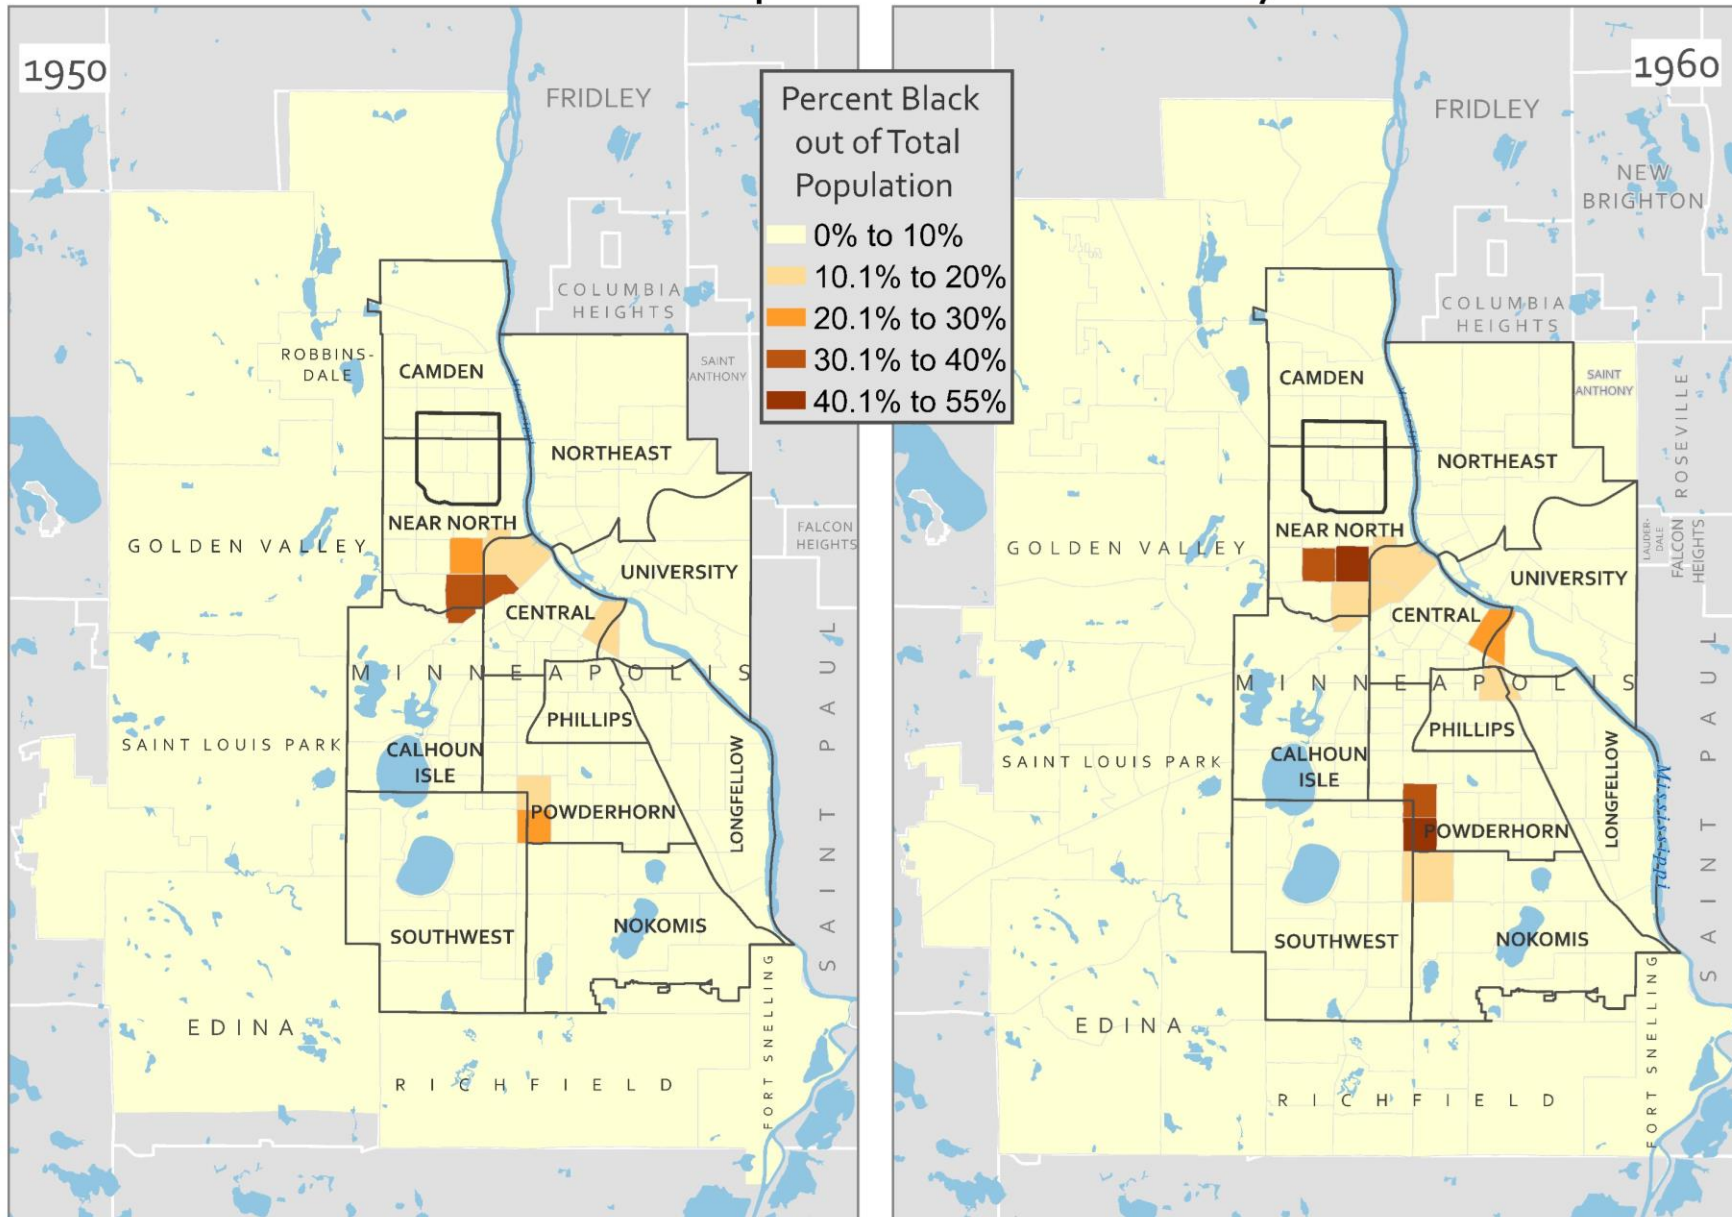 1950
FRIDLEY
COLUMBIA
HEIGHTS
ROBBINS-
DALE
SAINT
ANTHONY
CAMDEN
NORTHEAST
NEAR NORTH
GOLDEN VALLEY
FALCON
HEIGHTS
UNIVERSITY
CENTRAL
MINNEAPOLIS
PHILLIPS
SAINT LOUIS PARK
CALHOUN
ISLE
POWDERHORN
LONGFELLOW
SAINT PAUL
SOUTHWEST
NOKOMIS
EDINA
RICHFIELD
FORT SNELLING
Percent Black
out of Total
Population
0% to 10%
10.1% to 20%
20.1% to 30%
30.1% to 40%
40.1% to 55%
1960
FRIDLEY
NEW
BRIGHTON
COLUMBIA
HEIGHTS
SAINT
ANTHONY
ROSEVILLE
CAMDEN
NORTHEAST
NEAR NORTH
GOLDEN VALLEY
LAUDER-
DALE
FALCON
HEIGHTS
UNIVERSITY
CENTRAL
MINNEAPOLIS
PHILLIPS
SAINT LOUIS PARK
CALHOUN
ISLE
POWDERHORN
LONGFELLOW
Mississippi
SAINT PAUL
SOUTHWEST
NOKOMIS
EDINA
RICHFIELD
FORT SNELLING